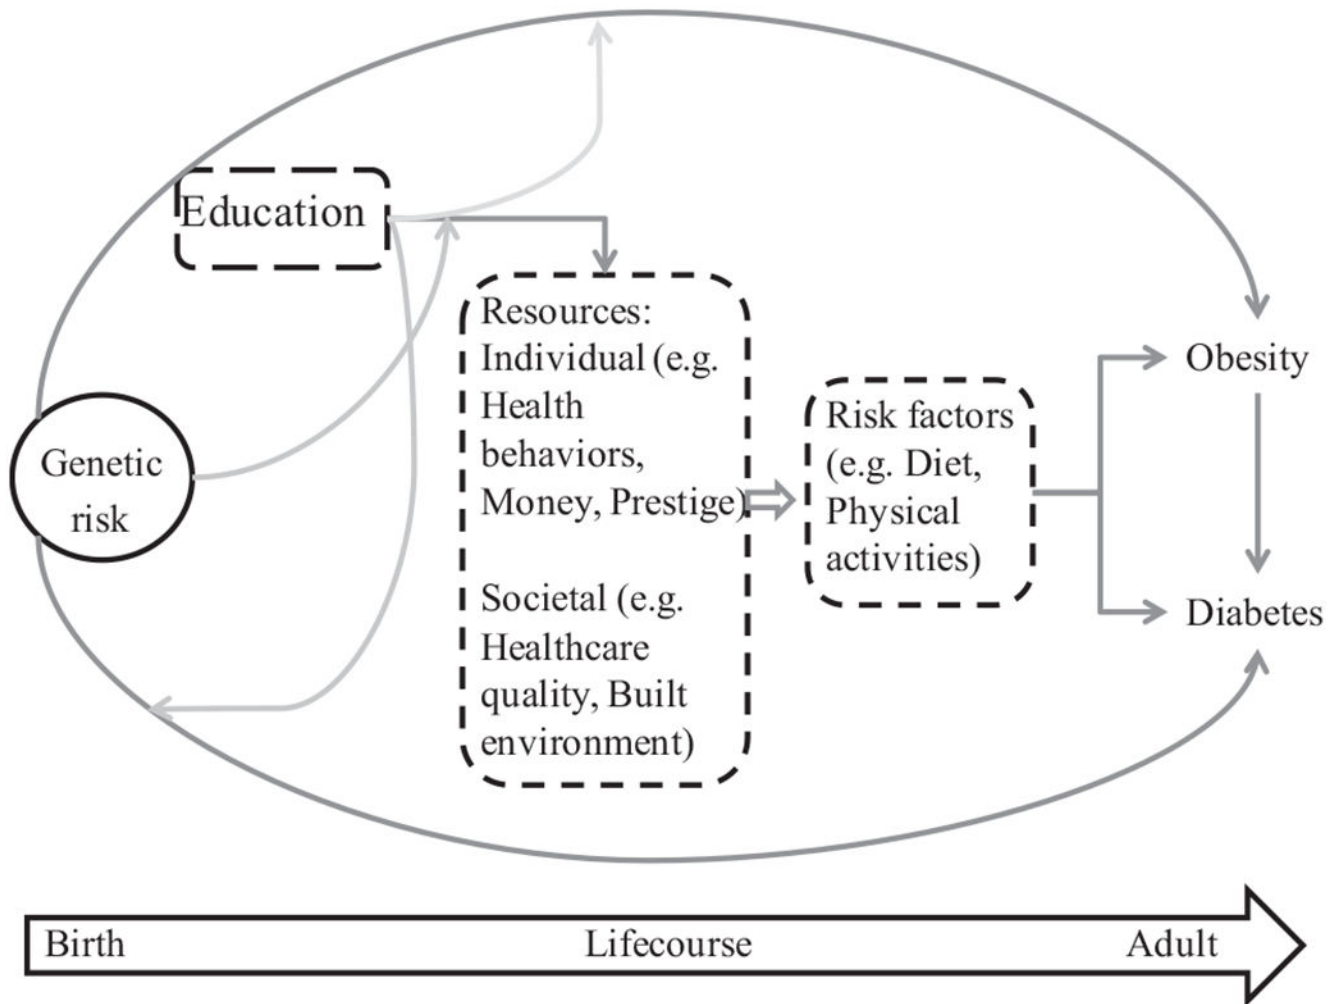 Education
Resources:
Individual (e.g.
Health
behaviors,
Money, Prestige)
Societal (e.g.
Healthcare
quality, Built
environment)
Genetic
risk
Risk factors
(e.g. Diet,
Physical
activities)
Obesity
Diabetes
Birth
Lifecourse
Adult